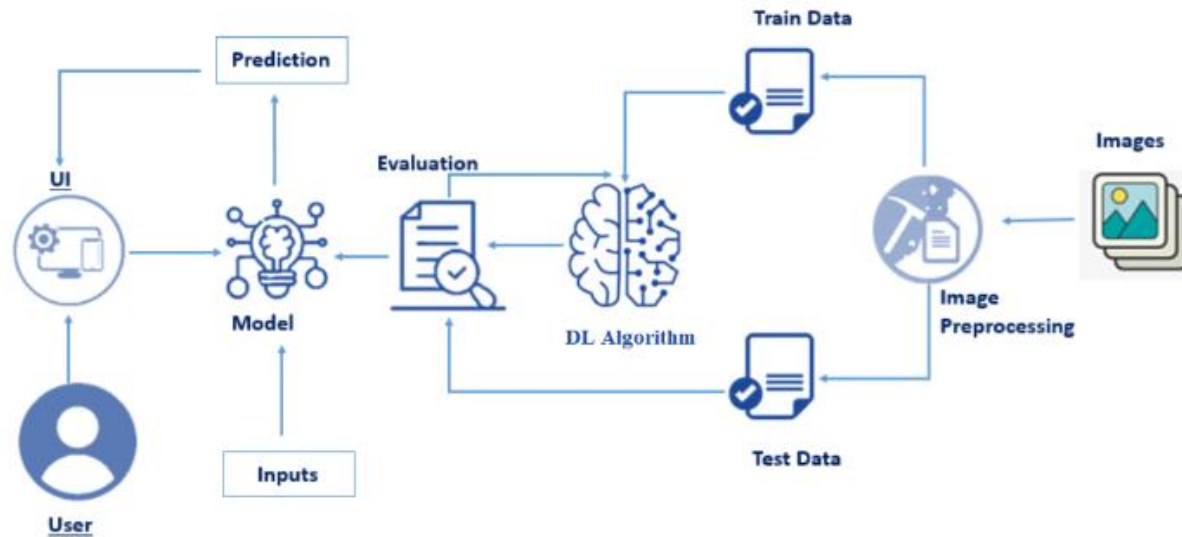 Train Data
Prediction
Images
Evaluation
UI
Model
Image
Preprocessing
DL Algorithm
Inputs
Test Data
User